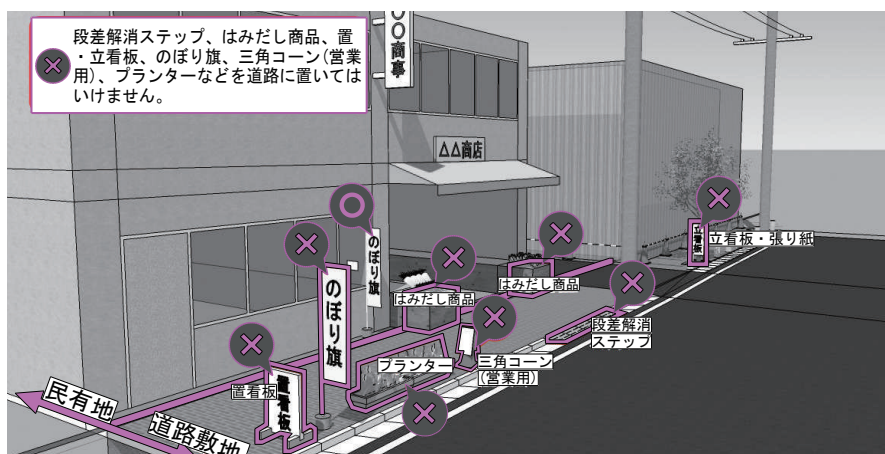 段差解消ステップ、はみだし商品、置
・立看板、のぼり旗、三角コーン(営業
用)、プランターなどを道路に置いては
いけません。
〇〇商事
△△商店
のぼり旗
のぼり旗
はみだし商品
はみだし商品
立看板
立看板・張り紙
段差解消
ステップ
三角コーン
(営業用)
プランター
置看板
置看板
民有地
道路敷地